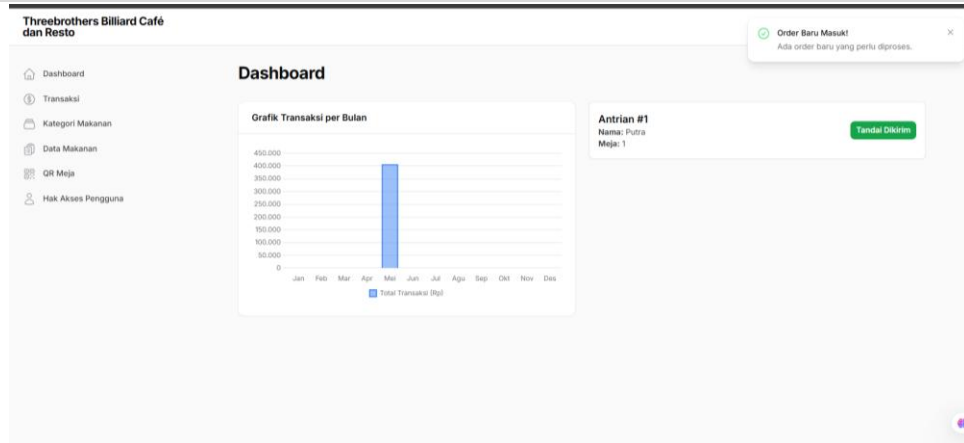 Threebrothers Billiard Café
dan Resto
Order Baru Masuk!
Ada order baru yang perlu diproses.
Dashboard
Transaksi
Kategori Makanan
Data Makanan
QR Meja
Hak Akses Pengguna
Dashboard
Grafik Transaksi per Bulan
450.000
400.000
350.000
300.000
250.000
200.000
150.000
100.000
50.000
0
Jan Feb Mar Apr Mei Jun Jul Agu Sep Okt Nov Des
Total Transaksi (Rp)
Antrian #1
Nama: Putra
Meja: 1
Tandai Dikirim